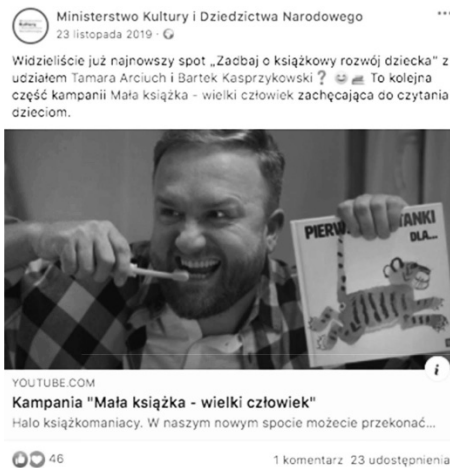 Ministerstwo Kultury i Dziedzictwa Narodowego
23 listopada 2019 ·
Widzieliście już najnowszy spot „Zadbaj o książkowy rozwój dziecka" z
udziałem Tamara Arciuch i Bartek Kasprzykowski ? To kolejna
część kampanii Mała książka - wielki człowiek zachęcająca do czytania
dzieciom.
PIERW TANKI
DLA...
YOUTUBE.COM
Kampania "Mała książka - wielki człowiek"
Halo książkomaniacy. W naszym nowym spocie możecie przekonać...
46 1 komentarz 23 udostępnienia